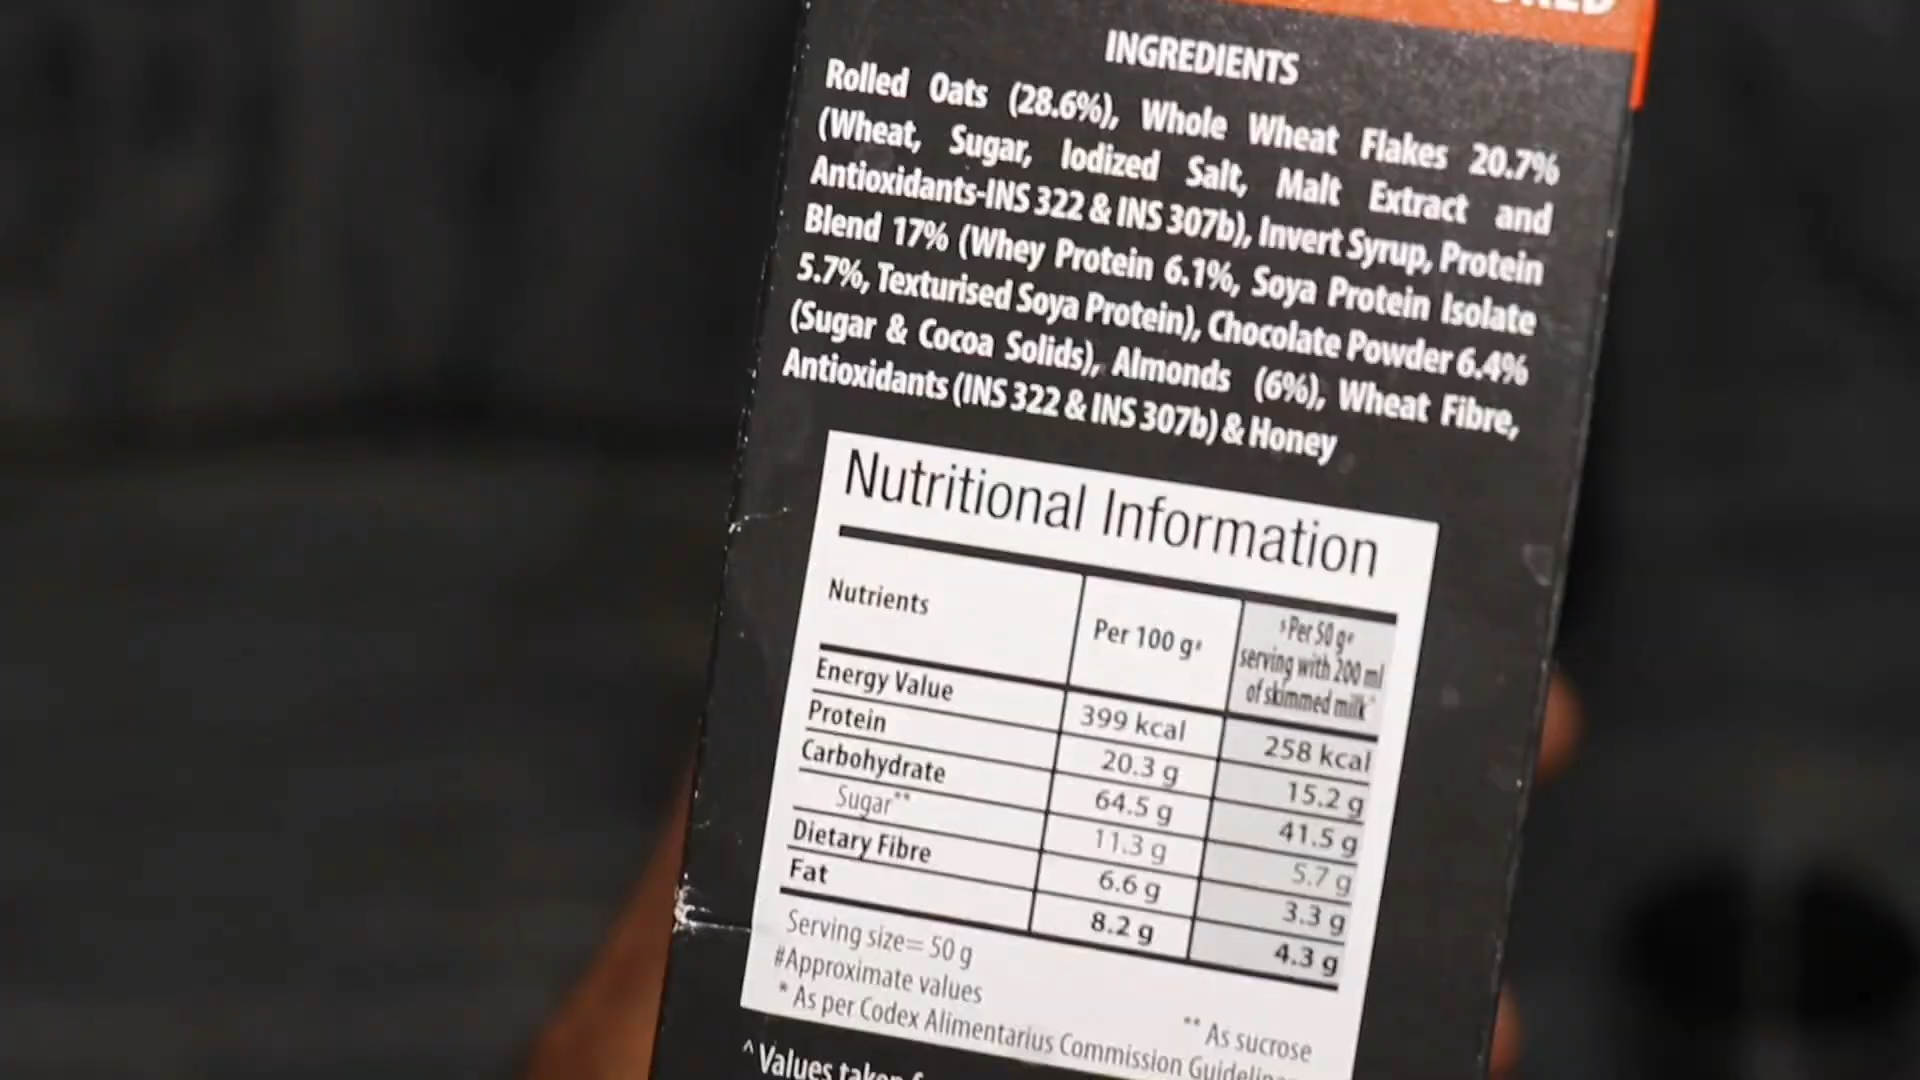 INGREDIENTS
Rolled Oats (28.6%), Whole Wheat Flakes 20.7%
(Wheat, Sugar, Iodized Salt, Malt Extract and
Antioxidants-INS 322 & INS 307b), Invert Syrup, Protein
Blend 17% (Whey Protein 6.1%, Soya Protein Isolate
5.7%, Texturised Soya Protein), Chocolate Powder 6.4%
(Sugar & Cocoa Solids), Almonds (6%), Wheat Fibre,
Antioxidants (INS 322 & INS 307b) & Honey
Nutritional Information
Nutrients Per 100 g# $Per 50 g#
serving with 200 ml
of skimmed milk^
Energy Value 399 kcal 258 kcal
Protein 20.3 g 15.2 g
Carbohydrate 64.5 g 41.5 g
Sugar** 11.3 g 5.7 g
Dietary Fibre 6.6 g 3.3 g
Fat 8.2 g 4.3 g
Serving size= 50 g
#Approximate values ** As sucrose
* As per Codex Alimentarius Commission
^ Values taken